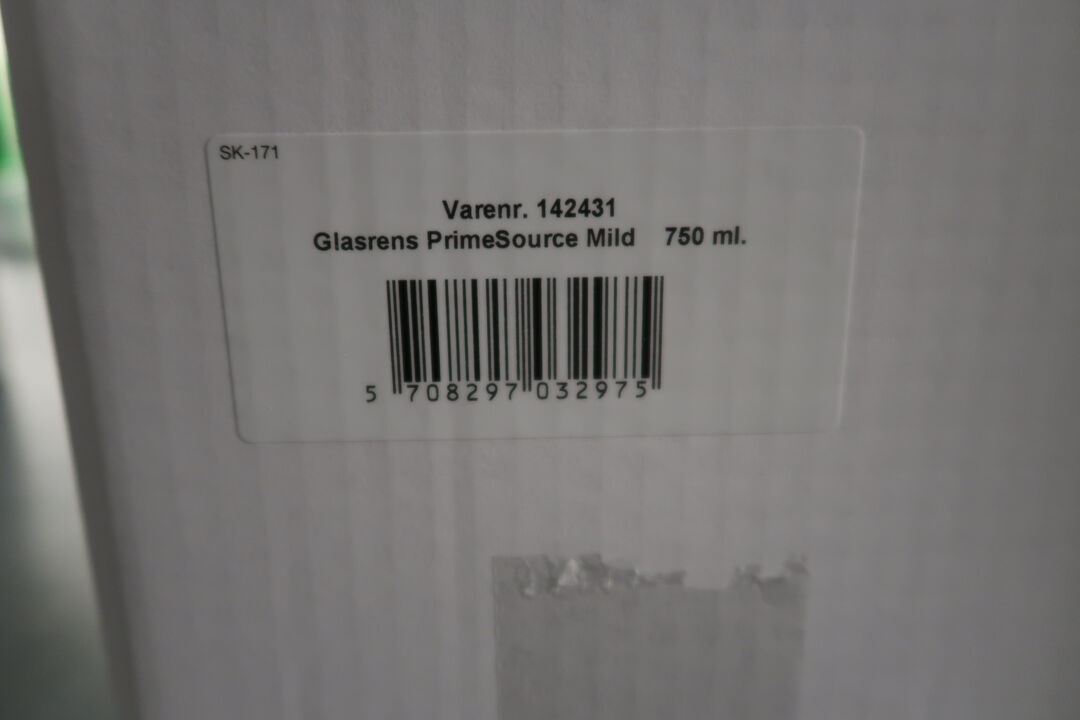 SK-171
Varenr. 142431
Glasrens PrimeSource Mild 750 ml.
5 708297 032975